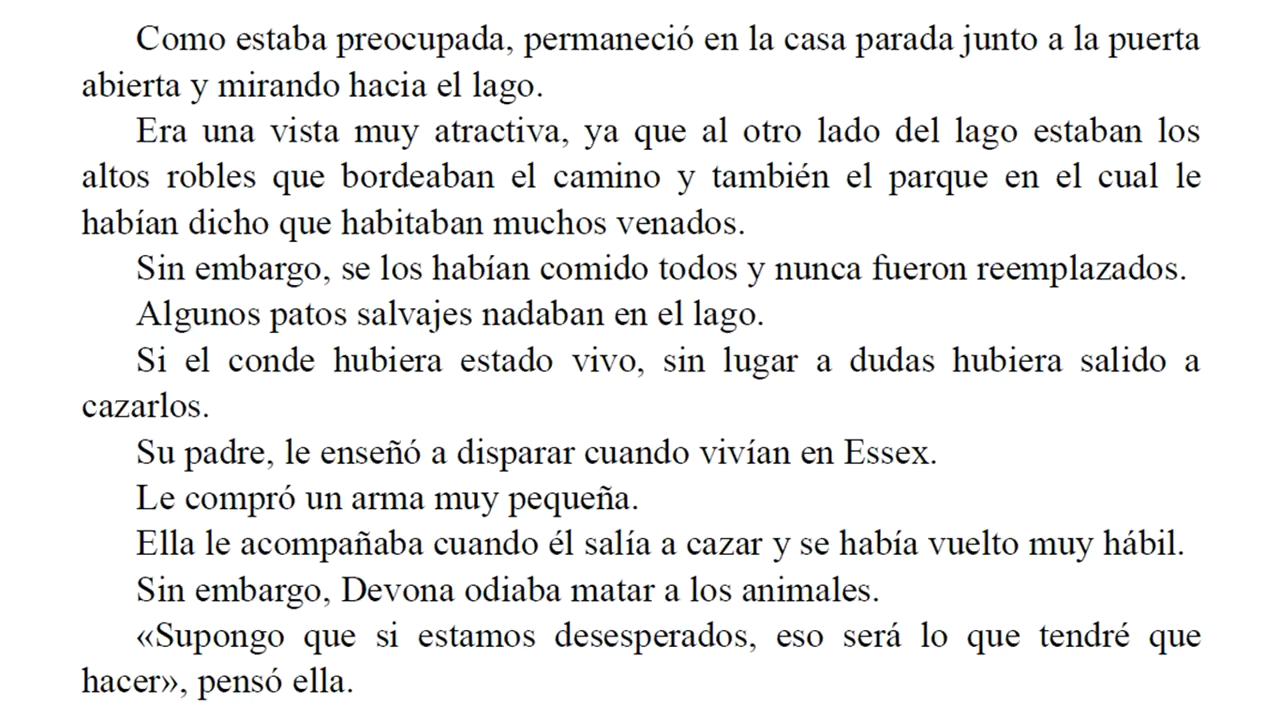 Como estaba preocupada, permaneció en la casa parada junto a la puerta
abierta y mirando hacia el lago.
Era una vista muy atractiva, ya que al otro lado del lago estaban los
altos robles que bordeaban el camino y también el parque en el cual le
habían dicho que habitaban muchos venados.
Sin embargo, se los habían comido todos y nunca fueron reemplazados.
Algunos patos salvajes nadaban en el lago.
Si el conde hubiera estado vivo, sin lugar a dudas hubiera salido a
cazarlos.
Su padre, le enseñó a disparar cuando vivían en Essex.
Le compró un arma muy pequeña.
Ella le acompañaba cuando él salía a cazar y se había vuelto muy hábil.
Sin embargo, Devona odiaba matar a los animales.
«Supongo que si estamos desesperados, eso será lo que tendré que
hacer», pensó ella.